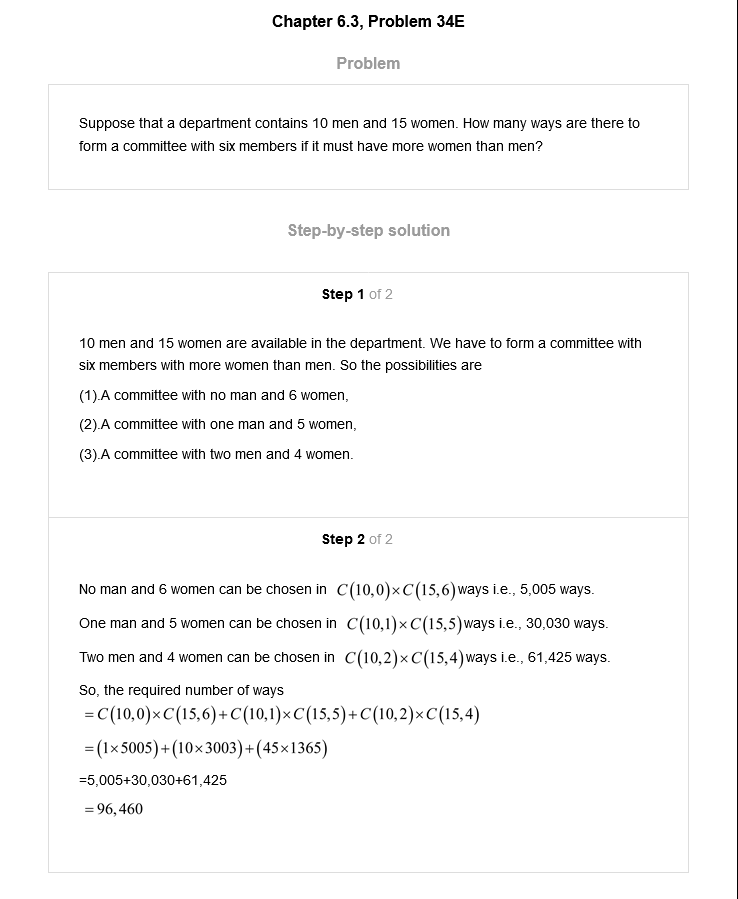 Chapter 6.3, Problem 34E
Problem
Suppose that a department contains 10 men and 15 women. How many ways are there to
form a committee with six members if it must have more women than men?
Step-by-step solution
Step 1 of 2
10 men and 15 women are available in the department. We have to form a committee with
six members with more women than men. So the possibilities are
(1).A committee with no man and 6 women,
(2).A committee with one man and 5 women,
(3).A committee with two men and 4 women.
Step 2 of 2
No man and 6 women can be chosen in C(10,0)×C(15,6) ways i.e., 5,005 ways.
One man and 5 women can be chosen in C(10,1)×C(15,5) ways i.e., 30,030 ways.
Two men and 4 women can be chosen in C(10,2)×C(15,4) ways i.e., 61,425 ways.
So, the required number of ways
=C(10,0)×C(15,6)+C(10,1)×C(15,5)+C(10,2)×C(15,4)
=(1×5005)+(10×3003)+(45×1365)
=5,005+30,030+61,425
=96,460